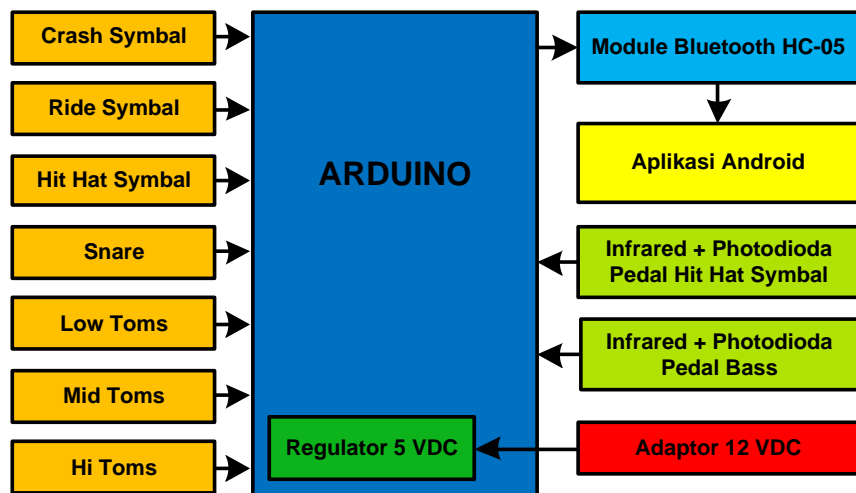 Crash Symbal
Ride Symbal
Hit Hat Symbal
Snare
Low Toms
Mid Toms
Hi Toms
ARDUINO
Regulator 5 VDC
Module Bluetooth HC-05
Aplikasi Android
Infrared + Photodioda
Pedal Hit Hat Symbal
Infrared + Photodioda
Pedal Bass
Adaptor 12 VDC